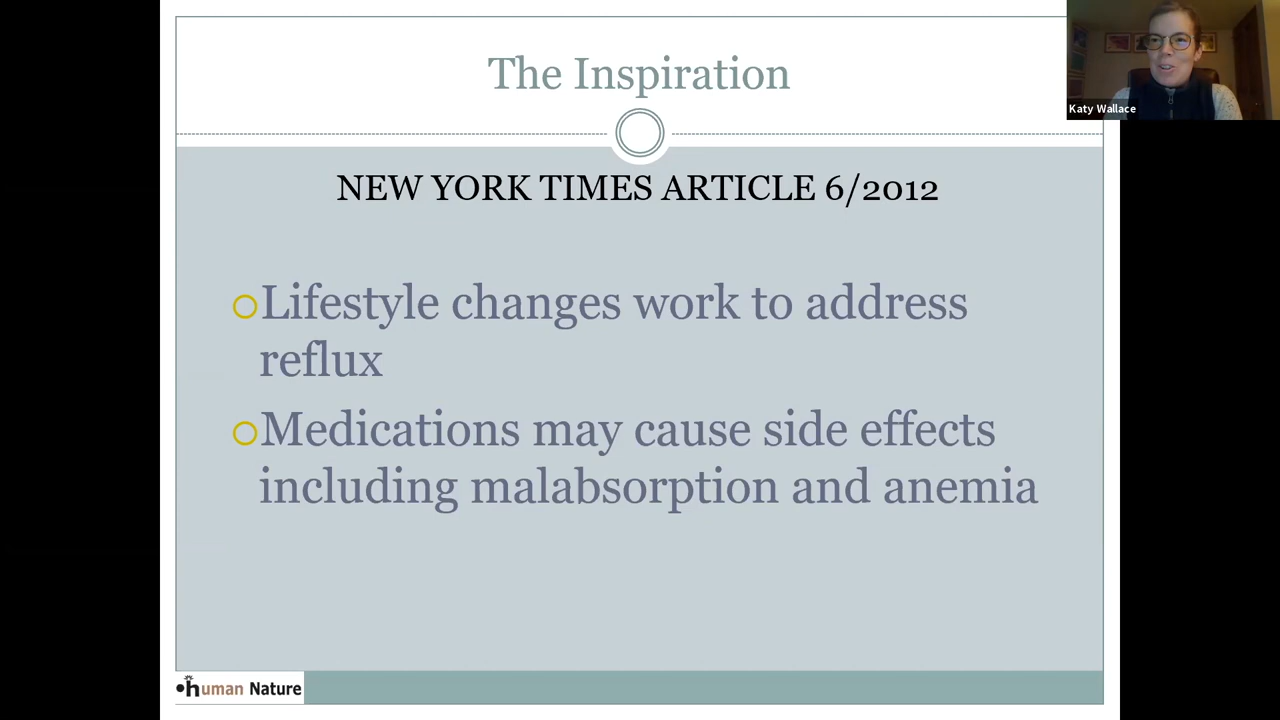 The Inspiration
Katy Wallace
NEW YORK TIMES ARTICLE 6/2012
Lifestyle changes work to address
reflux
Medications may cause side effects
including malabsorption and anemia
human Nature